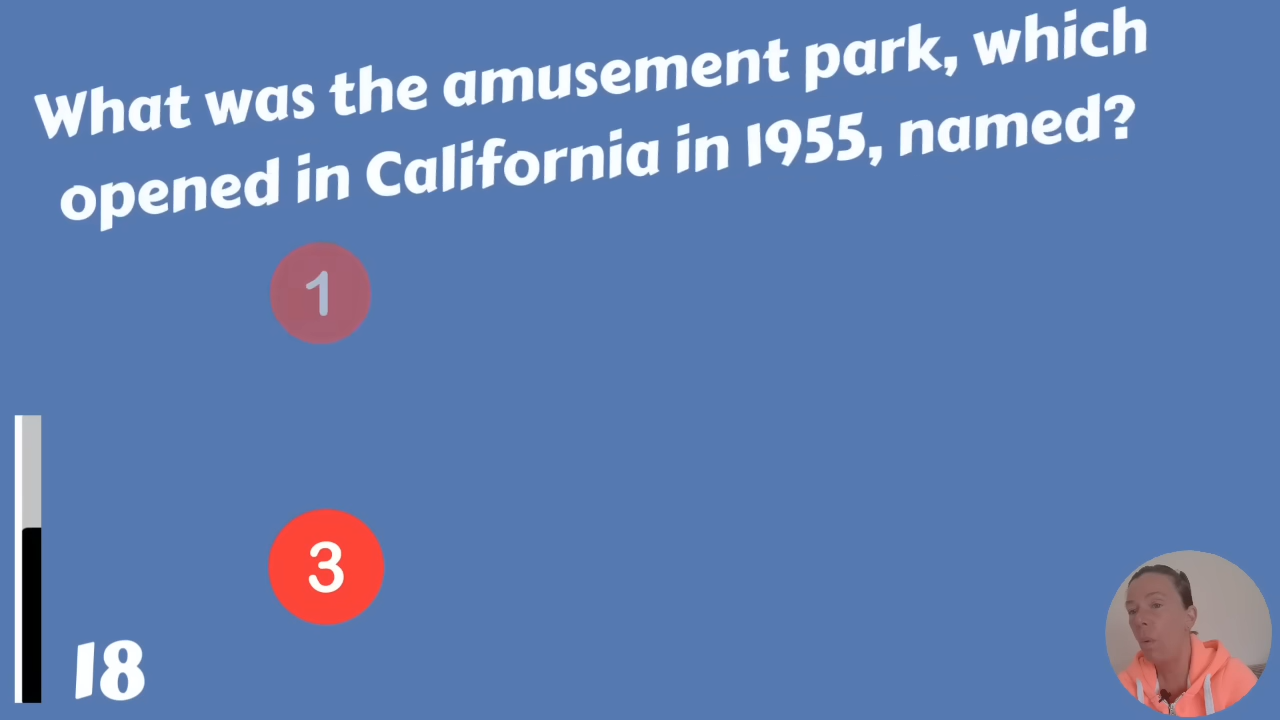 What was the amusement park, which
opened in California in 1955, named?
1
3
18